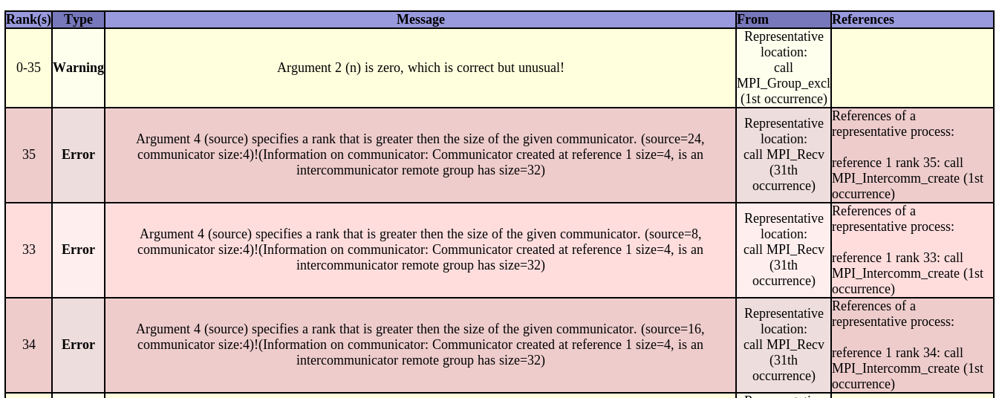 Rank(s) Type Message From References
0-35 Warning Argument 2 (n) is zero, which is correct but unusual!
Representative
location:
call
MPI_Group_excl
(1st occurrence)
35 Error
Argument 4 (source) specifies a rank that is greater then the size of the given communicator. (source=24,
communicator size:4)!(Information on communicator: Communicator created at reference 1 size=4, is an
intercommunicator remote group has size=32)
Representative
location:
call MPI_Recv
(31th
occurrence)
References of a
representative process:
reference 1 rank 35: call
MPI_Intercomm_create (1st
occurrence)
33 Error
Argument 4 (source) specifies a rank that is greater then the size of the given communicator. (source=8,
communicator size:4)!(Information on communicator: Communicator created at reference 1 size=4, is an
intercommunicator remote group has size=32)
Representative
location:
call MPI_Recv
(31th
occurrence)
References of a
representative process:
reference 1 rank 33: call
MPI_Intercomm_create (1st
occurrence)
34 Error
Argument 4 (source) specifies a rank that is greater then the size of the given communicator. (source=16,
communicator size:4)!(Information on communicator: Communicator created at reference 1 size=4, is an
intercommunicator remote group has size=32)
Representative
location:
call MPI_Recv
(31th
occurrence)
References of a
representative process:
reference 1 rank 34: call
MPI_Intercomm_create (1st
occurrence)